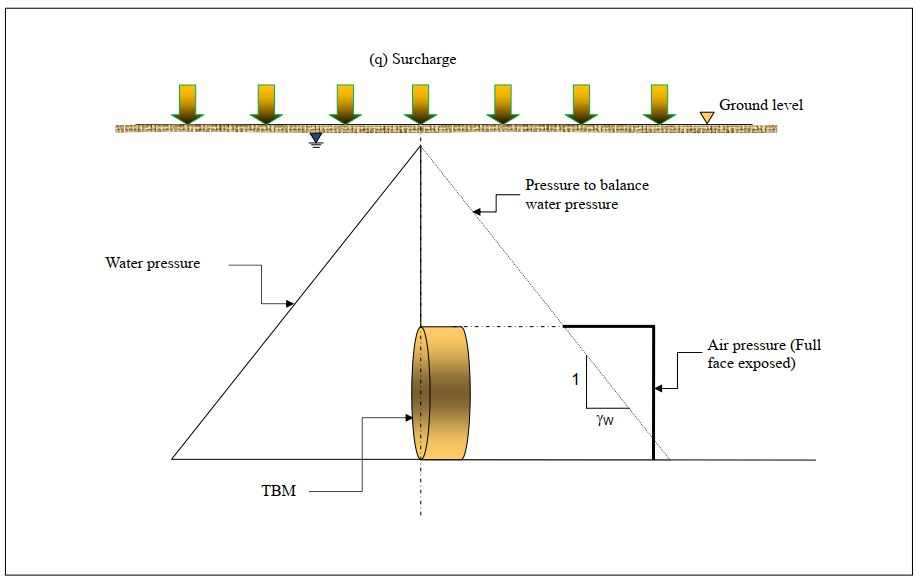 (q) Surcharge
Ground level
Pressure to balance
water pressure
Water pressure
Air pressure (Full
face exposed)
1
γw
TBM